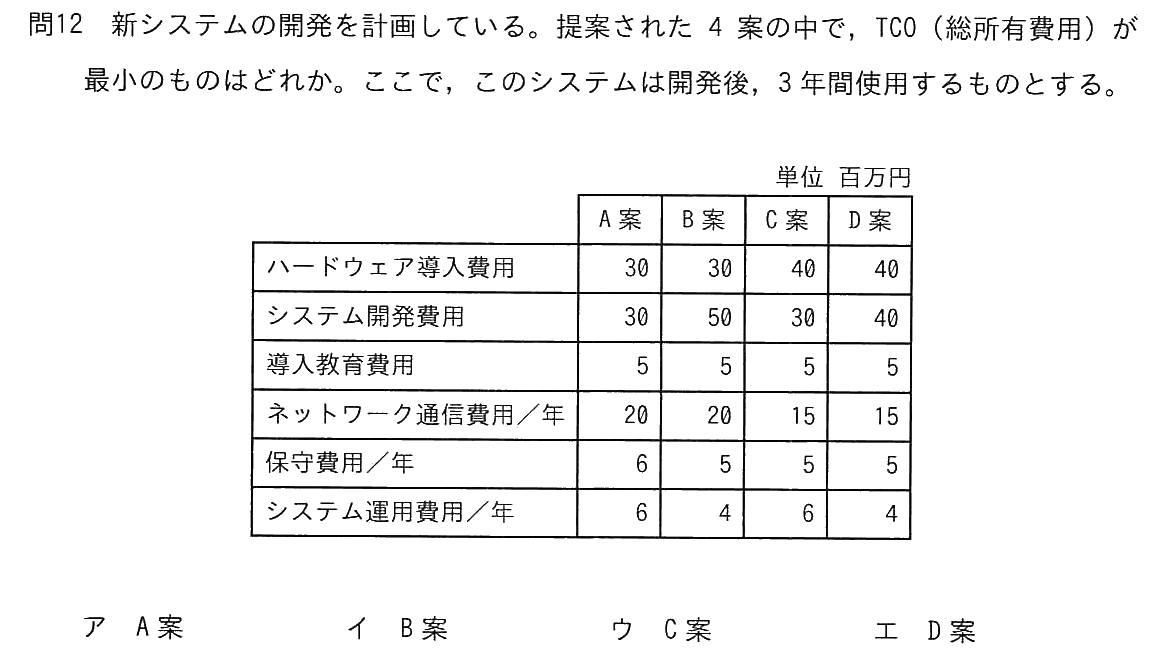 問12 新システムの開発を計画している。提案された 4 案の中で，TCO（総所有費用）が
最小のものはどれか。ここで，このシステムは開発後，3 年間使用するものとする。
単位 百万円
A 案 B 案 C 案 D 案
ハードウェア導入費用 30 30 40 40
システム開発費用 30 50 30 40
導入教育費用 5 5 5 5
ネットワーク通信費用／年 20 20 15 15
保守費用／年 6 5 5 5
システム運用費用／年 6 4 6 4
ア A 案 イ B 案 ウ C 案 エ D 案